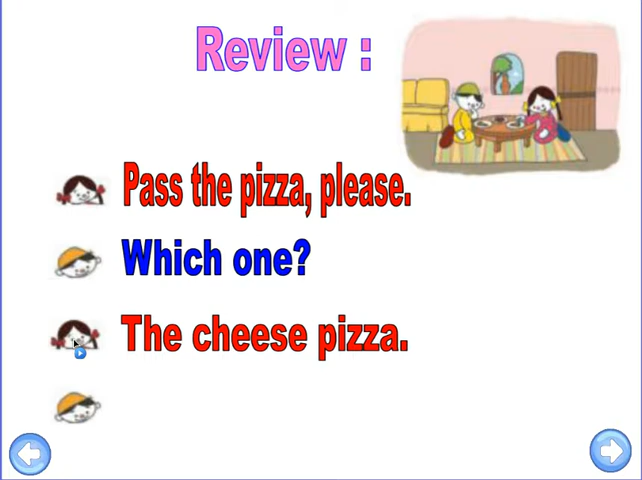 Review :
Pass the pizza, please.
Which one?
The cheese pizza.